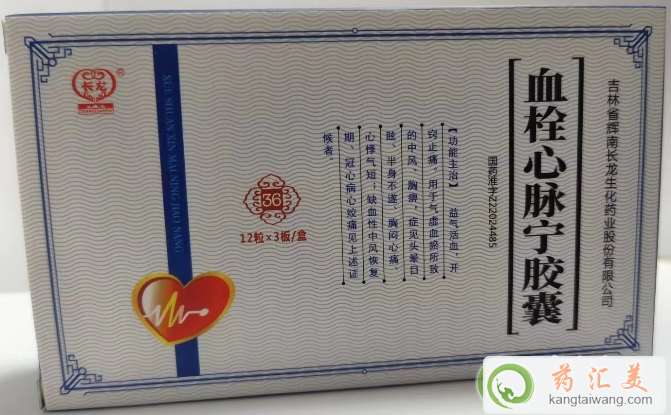 吉林省辉南长龙生化药业股份有限公司
血栓心脉宁胶囊
国药准字Z22024485
【功能主治】 益气活血,开
窍止痛。用于气虚血瘀所致
的中风、胸痹,症见头晕目
眩、半身不遂、胸闷心痛、
心悸气短;缺血性中风恢复
期、冠心病心绞痛见上述证
候者。
36
12粒×3板/盒
XUE SHUAN XIN MAI NING JIAO NANG
长龙
®
药汇美
kangtaiwang.com